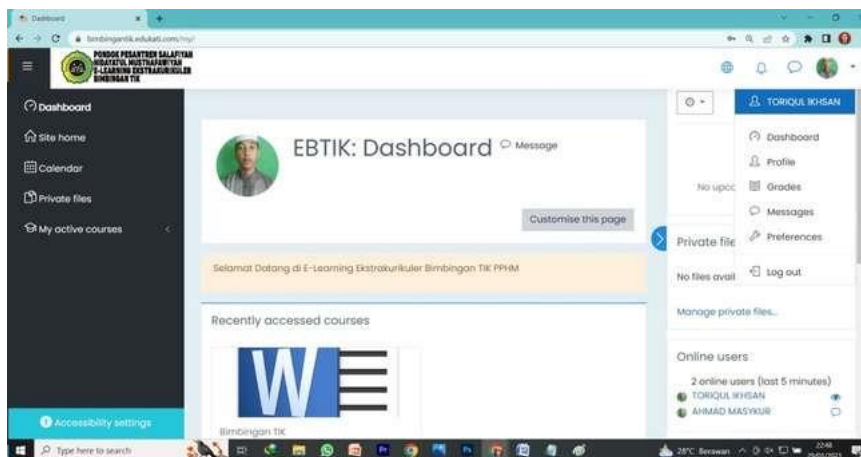 Dashboard
bimbingantik.edukati.com/my/
PONDOK PESANTREN SALAFIYAH
HIDAYATUL MUSTHAFAWIYAH
E-LEARNING EKSTRAKURIKULER
BIMBINGAN TIK
Dashboard
Site home
Calendar
Private files
My active courses
Accessibility settings
EBTIK: Dashboard Message
Customise this page
Selamat Datang di E-Learning Ekstrakurikuler Bimbingan TIK PPHM
Recently accessed courses
W
Bimbingan TIK
TORIQUL IKHSAN
Dashboard
Profile
Grades
Messages
Preferences
Log out
No upco
Private file
No files avail
Manage private files...
Online users
2 online users (last 5 minutes)
TORIQUL IKHSAN
AHMAD MASYKUR
Type here to search
28°C Berawan
22:48